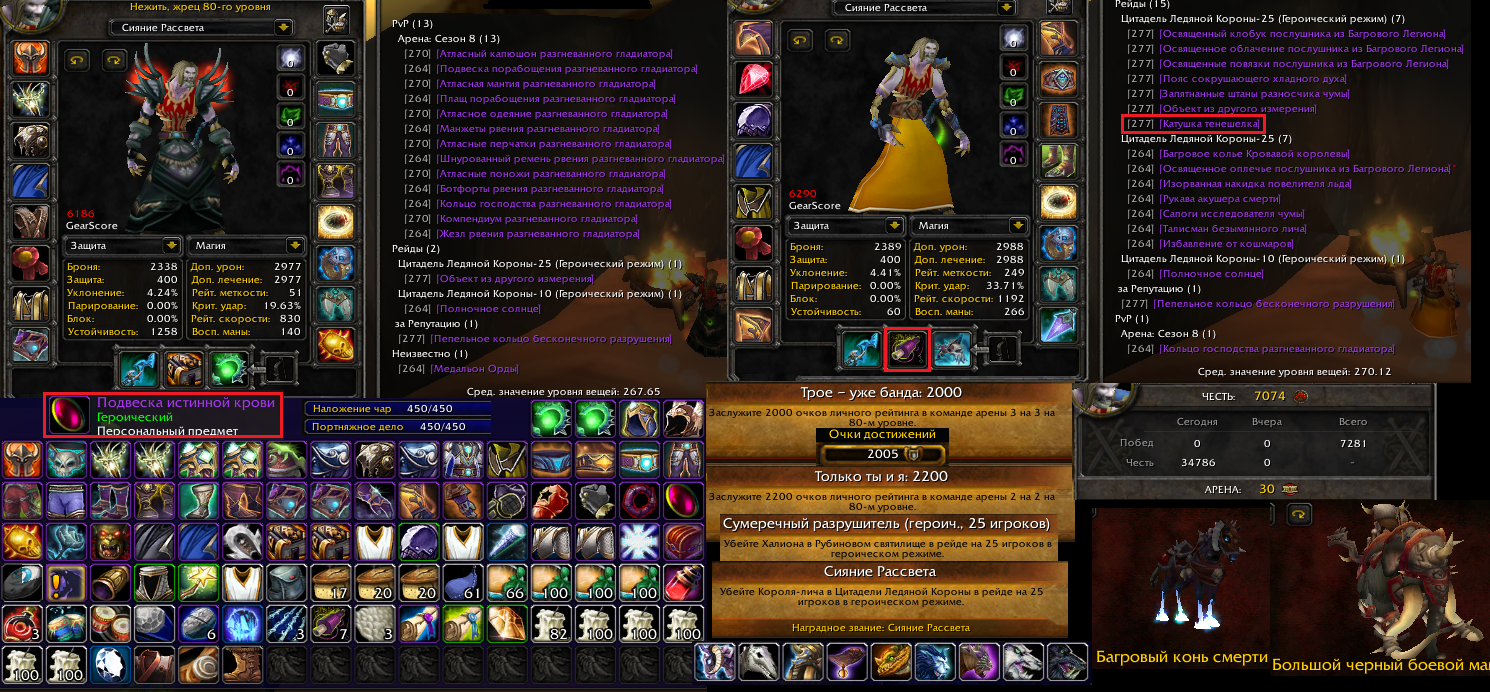 Нежить, жрец 80-го уровня
Сияние Рассвета
6186
GearScore
Защита
Магия
Броня: 2338
Защита: 400
Уклонение: 4.24%
Парирование: 0.00%
Блок: 0.00%
Устойчивость: 1258
Доп. урон: 2977
Доп. лечение: 2977
Рейт. меткости: 51
Крит. удар: 19.63%
Рейт. скорости: 830
Восп. маны: 140
0
0
0
0
0
PvP (13)
Арена: Сезон 8 (13)
[270] [Атласный капюшон разгневанного гладиатора]
[264] [Подвеска порабощения разгневанного гладиатора]
[270] [Атласная мантия разгневанного гладиатора]
[264] [Плащ порабощения разгневанного гладиатора]
[270] [Атласное одеяние разгневанного гладиатора]
[264] [Манжеты рвения разгневанного гладиатора]
[270] [Атласные перчатки разгневанного гладиатора]
[264] [Шнурованный ремень рвения разгневанного гладиатора]
[270] [Атласные поножи разгневанного гладиатора]
[264] [Ботфорты рвения разгневанного гладиатора]
[264] [Кольцо господства разгневанного гладиатора]
[270] [Компендиум разгневанного гладиатора]
[264] [Жезл рвения разгневанного гладиатора]
Рейды (2)
Цитадель Ледяной Короны-25 (Героический режим) (1)
[277] [Объект из другого измерения]
Цитадель Ледяной Короны-10 (Героический режим) (1)
[264] [Полночное солнце]
за Репутацию (1)
[277] [Пепельное кольцо бесконечного разрушения]
Неизвестно (1)
[264] [Медальон Орды]
Сред. значение уровня вещей: 267.65
Сияние Рассвета
6290
GearScore
Защита
Магия
Броня: 2389
Защита: 400
Уклонение: 4.41%
Парирование: 0.00%
Блок: 0.00%
Устойчивость: 60
Доп. урон: 2988
Доп. лечение: 2988
Рейт. меткости: 249
Крит. удар: 33.71%
Рейт. скорости: 1192
Восп. маны: 266
0
0
0
0
0
Рейды (15)
Цитадель Ледяной Короны-25 (Героический режим) (7)
[277] [Освященный клобук послушника из Багрового Легиона]
[277] [Освященное облачение послушника из Багрового Легиона]
[277] [Освященные повязки послушника из Багрового Легиона]
[277] [Пояс сокрушающего хладного духа]
[277] [Запятнанные штаны разносчика чумы]
[277] [Объект из другого измерения]
[277] [Катушка тенешелка]
Цитадель Ледяной Короны-25 (7)
[264] [Багровое колье Кровавой королевы]
[264] [Освященное оплечье послушника из Багрового Легиона]
[264] [Изорванная накидка повелителя льда]
[264] [Рукава акушера смерти]
[264] [Сапоги исследователя чумы]
[264] [Талисман безымянного лича]
[264] [Избавление от кошмаров]
Цитадель Ледяной Короны-10 (Героический режим) (1)
[264] [Полночное солнце]
за Репутацию (1)
[277] [Пепельное кольцо бесконечного разрушения]
PvP (1)
Арена: Сезон 8 (1)
[264] [Кольцо господства разгневанного гладиатора]
Сред. значение уровня вещей: 270.12
Подвеска истинной крови
Героический
Персональный предмет
Наложение чар 450/450
Портняжное дело 450/450
17
20
20
61
66
100
100
100
3
6
3
7
3
82
100
100
100
100
100
Трое – уже банда: 2000
Заслужите 2000 очков личного рейтинга в команде арены 3 на 3 на
80-м уровне.
Очки достижений
2005
Только ты и я: 2200
Заслужите 2200 очков личного рейтинга в команде арены 2 на 2 на
80-м уровне.
Сумеречный разрушитель (героич., 25 игроков)
Убейте Халиона в Рубиновом святилище в рейде на 25 игроков в
героическом режиме.
Сияние Рассвета
Убейте Короля-лича в Цитадели Ледяной Короны в рейде на 25
игроков в героическом режиме.
Наградное звание: Сияние Рассвета
ЧЕСТЬ: 7074
Сегодня Вчера Всего
Побед 0 0 7281
Честь 34786 0 -
АРЕНА: 30
Багровый конь смерти
Большой черный боевой ма